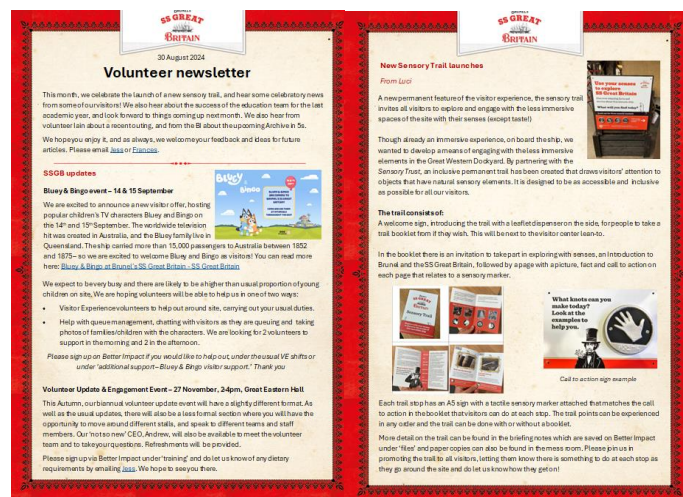 SS GREAT
BRITAIN
30 August 2024
Volunteer newsletter
This month, we celebrate the launch of a new sensory trail, and hear some celebratory news
from some of our visitors! We also hear about the success of the education team for the last
academic year, and look forward to things coming up next month. We also hear from
volunteer Iain about a recent outing, and from the BI about the upcoming Archive in 5s.
We hope you enjoy it, and as always, we welcome your feedback and ideas for future
articles. Please email Jess or Frances.
SSGB updates
Bluey & Bingo event – 14 & 15 September
We are excited to announce a new visitor offer, hosting
popular children's TV characters Bluey and Bingo on
the 14th and 15th September. The worldwide television
hit was created in Australia, and the Bluey family live in
Queensland. The ship carried more than 15,000 passengers to Australia between 1852
and 1875– so we are excited to welcome Bluey and Bingo as visitors! You can read more
here: Bluey & Bingo at Brunel's SS Great Britain - SS Great Britain
BLUEY
BINGO
We expect to be very busy and there are likely to be a higher than usual proportion of young
children on site. We are hoping volunteers will be able to help us in one of two ways:
• Visitor Experience volunteers to help out around site, carrying out your usual duties.
• Help with queue management, chatting with visitors as they are queuing and taking
photos of families/children with the characters. We are looking for 2 volunteers to
support in the morning and 2 in the afternoon.
Please sign up on Better Impact if you would like to help out, under the usual VE shifts or
under 'additional support – Bluey & Bingo visitor support.' Thank you
Volunteer Update & Engagement Event – 27 November, 24pm, Great Eastern Hall
This Autumn, our biannual volunteer update event will have a slightly different format. As
well as the usual updates, there will also be a less formal section where you will have the
opportunity to move around different stalls, and speak to different teams and staff
members. Our 'not so new' CEO, Andrew, will also be available to meet the volunteer
team and to take your questions. Refreshments will be provided.
Please sign up via Better Impact under 'training' and do let us know of any dietary
requirements by emailing Jess. We hope to see you there.
SS GREAT
BRITAIN
New Sensory Trail launches
From Luci
A new permanent feature of the visitor experience, the sensory trail
invites all visitors to explore and engage with the less immersive
spaces of the site with their senses (except taste!)
Though already an immersive experience, on board the ship, we
wanted to develop a means of engaging with the less immersive
elements in the Great Western Dockyard. By partnering with the
Sensory Trust, an inclusive permanent trail has been created that draws visitors' attention to
objects that have natural sensory elements. It is designed to be as accessible and inclusive
as possible for all our visitors.
Use your senses
to explore
SS Great Britain
The trail consists of:
A welcome sign, introducing the trail with a leaflet dispenser on the side, for people to take a
trail booklet from if they wish. This will be next to the visitor center lean-to.
In the booklet there is an invitation to take part in exploring with senses, an Introduction to
Brunel and the SS Great Britain, followed by a page with a picture, fact and call to action on
each page that relates to a sensory marker.
Sensory Trail
What knots can you
make today?
Look at the
examples to
help you.
Call to action sign example
Each trail stop has an A5 sign with a tactile sensory marker attached that matches the call
to action in the booklet that visitors can do at each stop. The trail points can be experienced
in any order and the trail can be done with or without a booklet.
More detail on the trail can be found in the briefing notes which are saved on Better Impact
under 'files' and paper copies can also be found in the mess room. Please join us in
promoting the trail to all visitors, letting them know there is something to do at each stop as
they go around the site and do let us know how they get on!